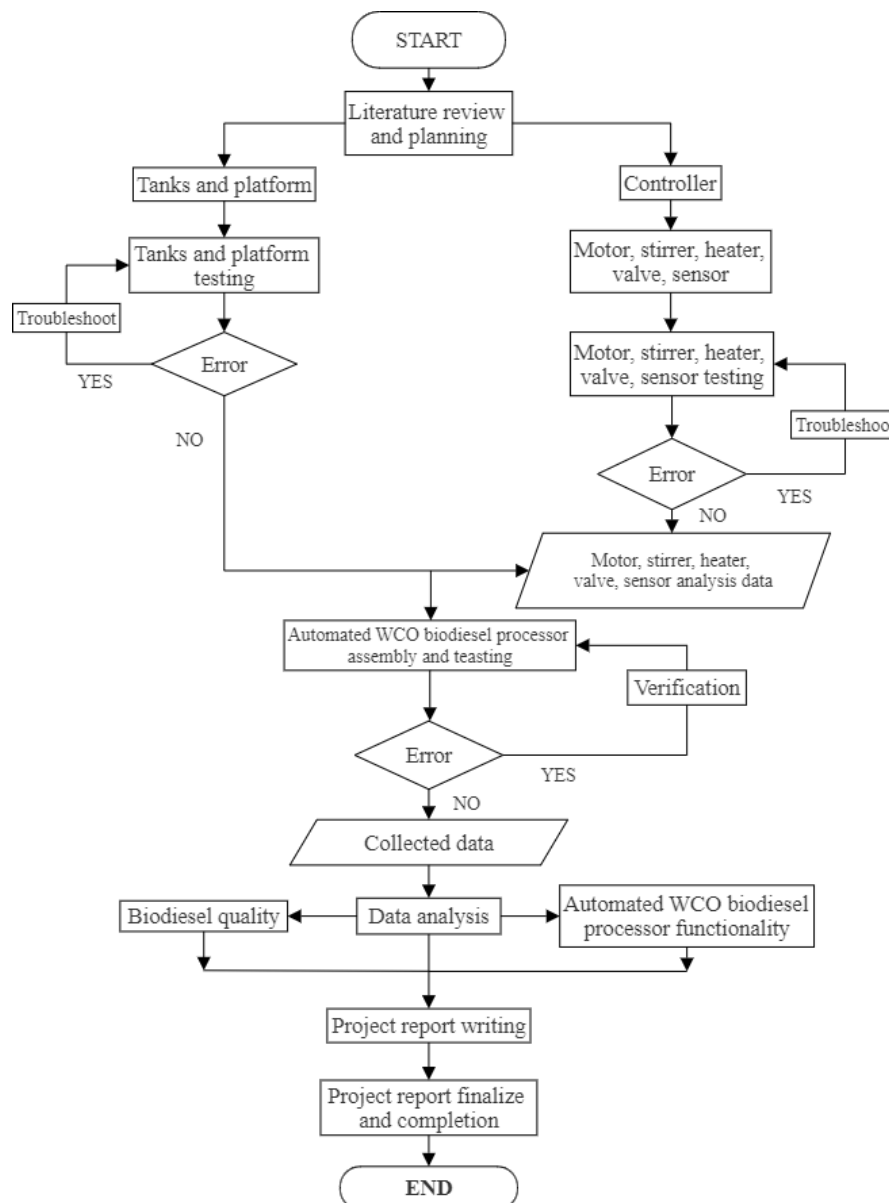 START
Literature review
and planning
Tanks and platform
Controller
Tanks and platform
testing
Motor, stirrer, heater,
valve, sensor
Troubleshoot
Error
YES
NO
Motor, stirrer, heater,
valve, sensor testing
Troubleshoo
Error
YES
NO
Motor, stirrer, heater,
valve, sensor analysis data
Automated WCO biodiesel processor
assembly and teasting
Verification
Error
YES
NO
Collected data
Biodiesel quality
Data analysis
Automated WCO biodiesel
processor functionality
Project report writing
Project report finalize
and completion
END